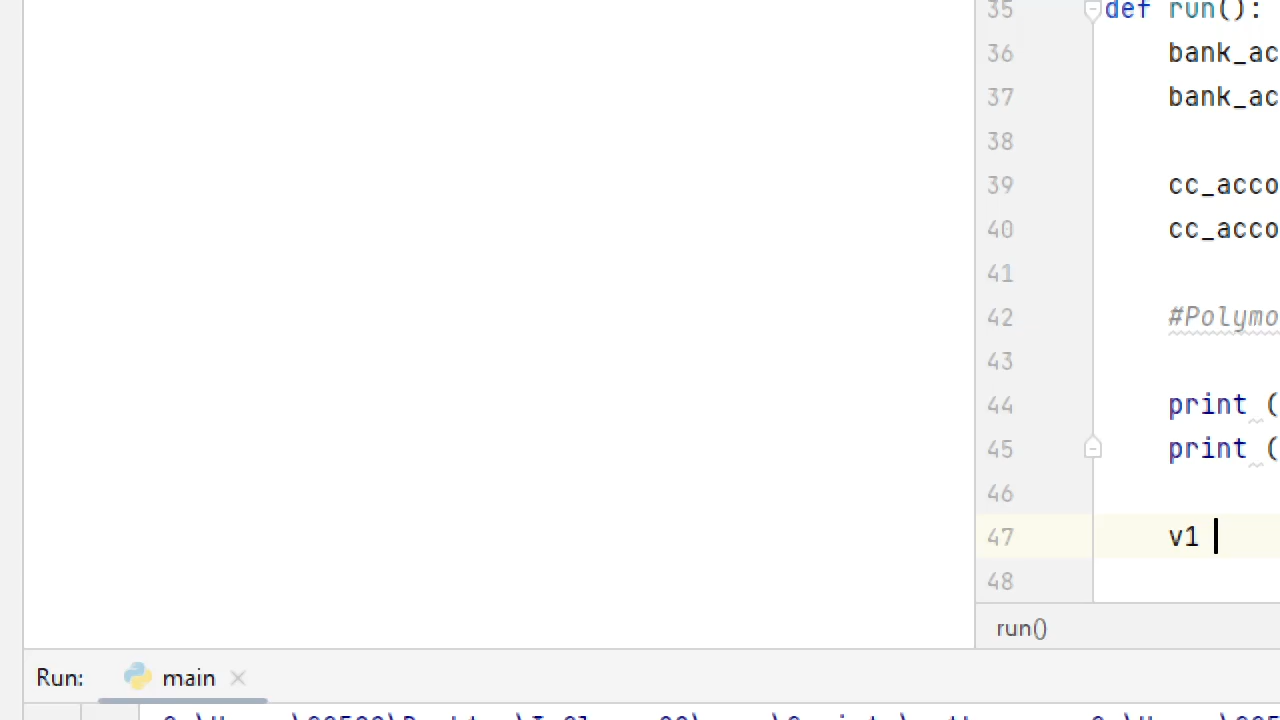 35 def run():
36 bank_ac
37 bank_ac
38
39 cc_acco
40 cc_acco
41
42 #Polymo
43
44 print (
45 print (
46
47 v1
48
run()
Run: main